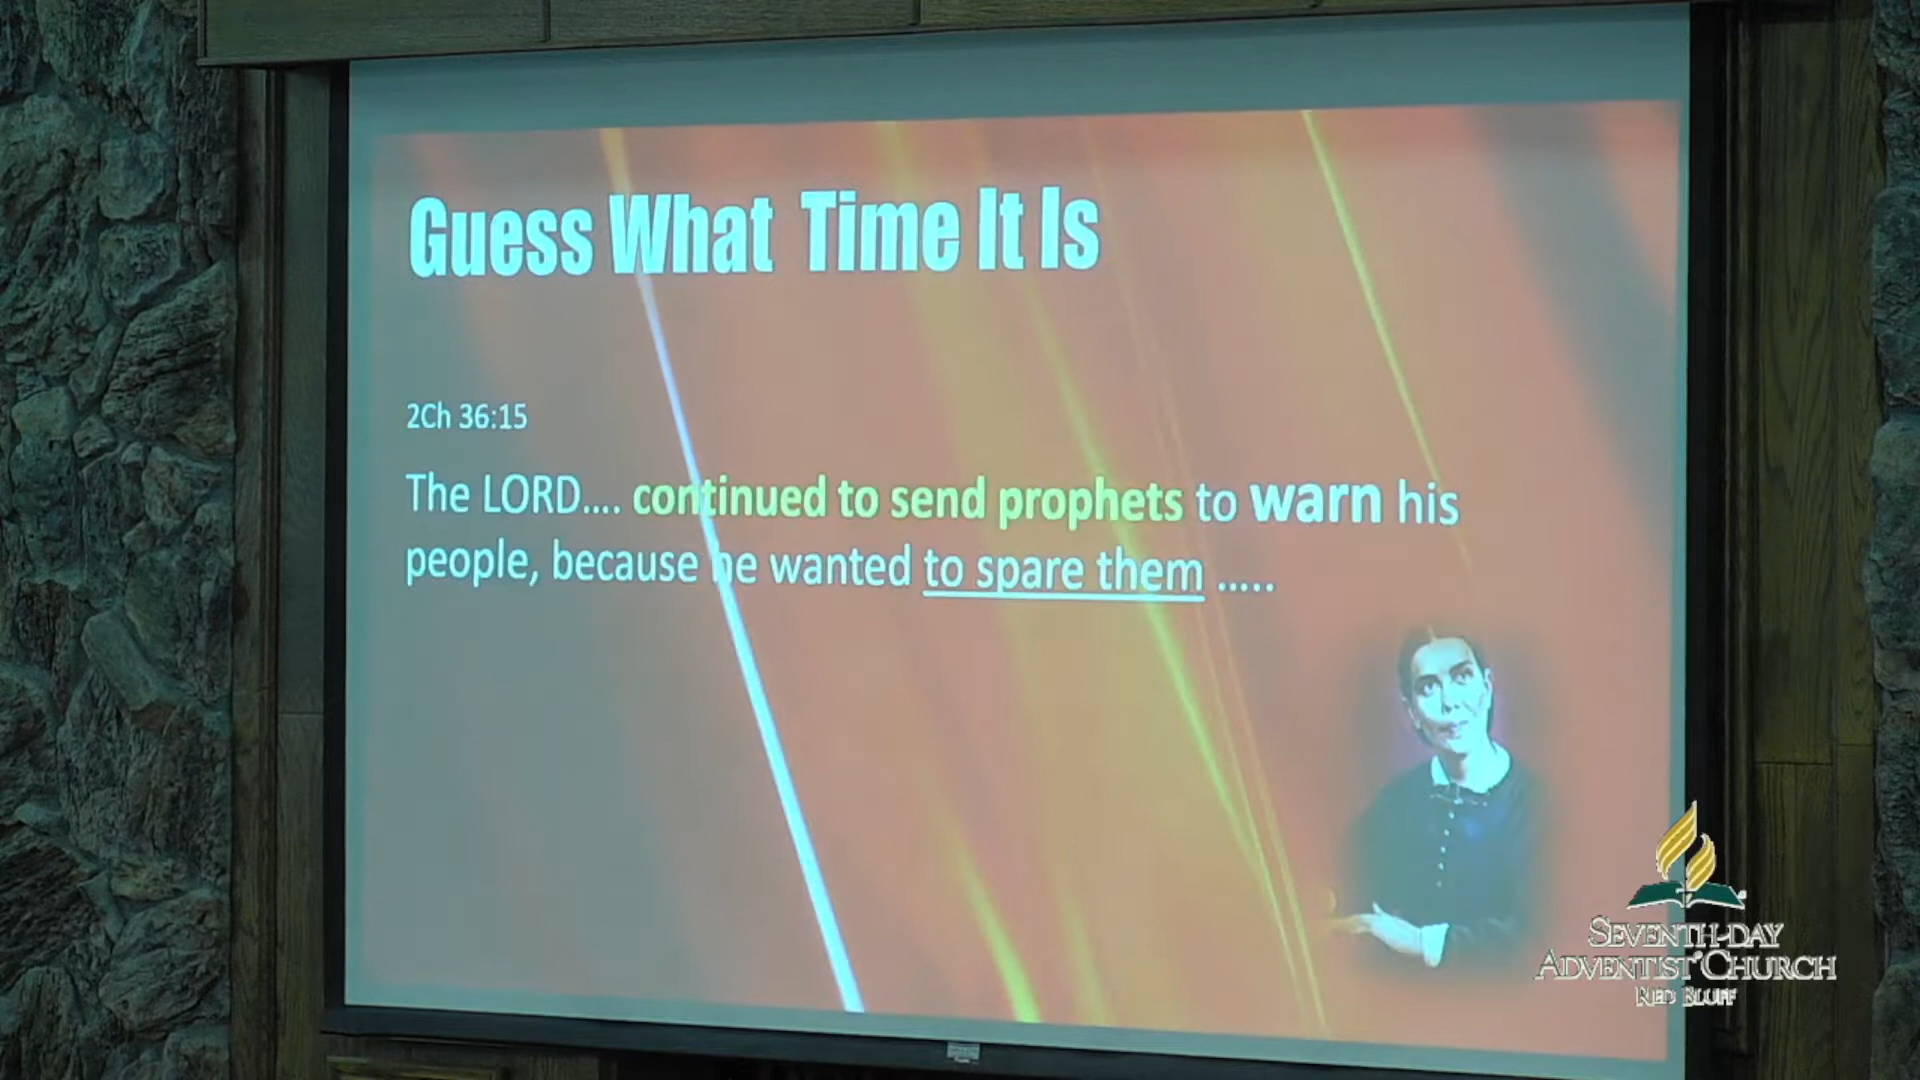 Guess What Time It Is
2Ch 36:15
The LORD.... continued to send prophets to warn his
people, because he wanted to spare them .....
SEVENTH-DAY
ADVENTIST CHURCH
RED BLUFF